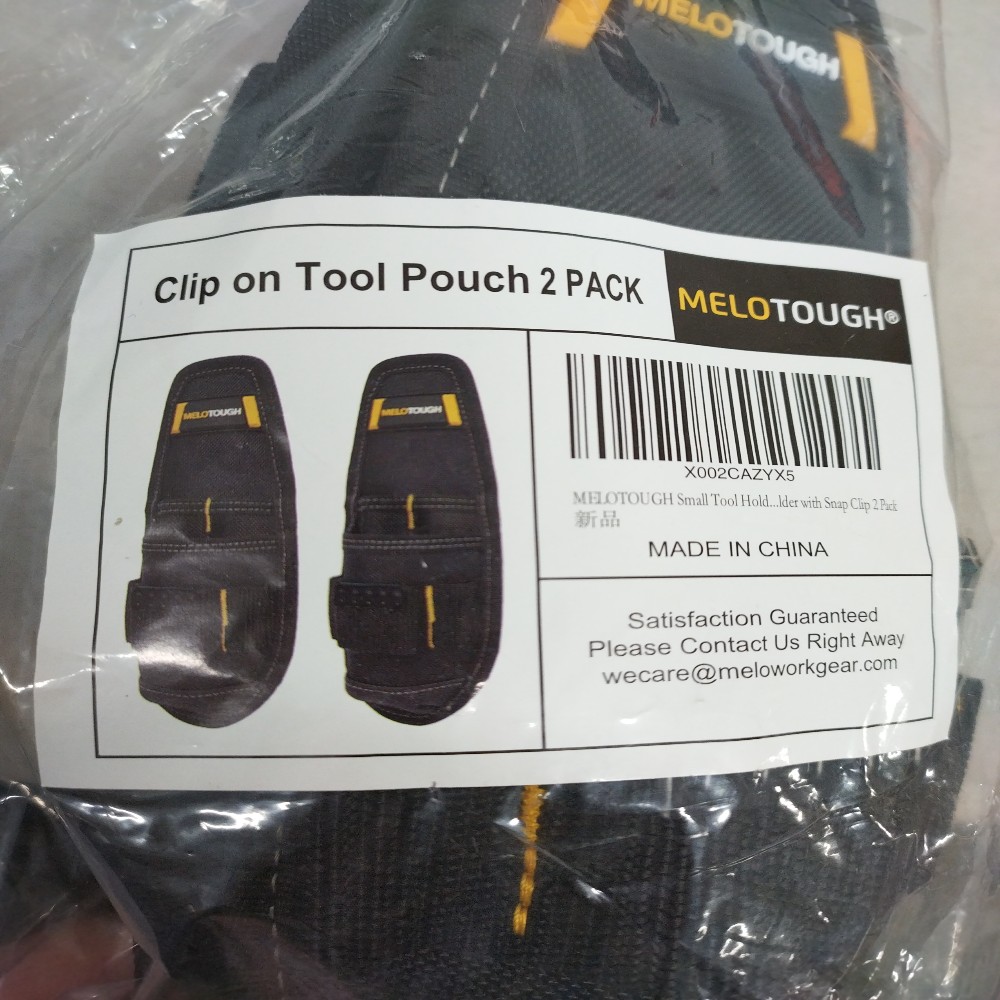 MELOTOUGH
Clip on Tool Pouch 2 PACK
MELOTOUGH®
MELOTOUGH
MELOTOUGH
X002CAZYX5
MELOTOUGH Small Tool Hold...lder with Snap Clip 2 Pack
新品
MADE IN CHINA
Satisfaction Guaranteed
Please Contact Us Right Away
wecare@meloworkgear.com